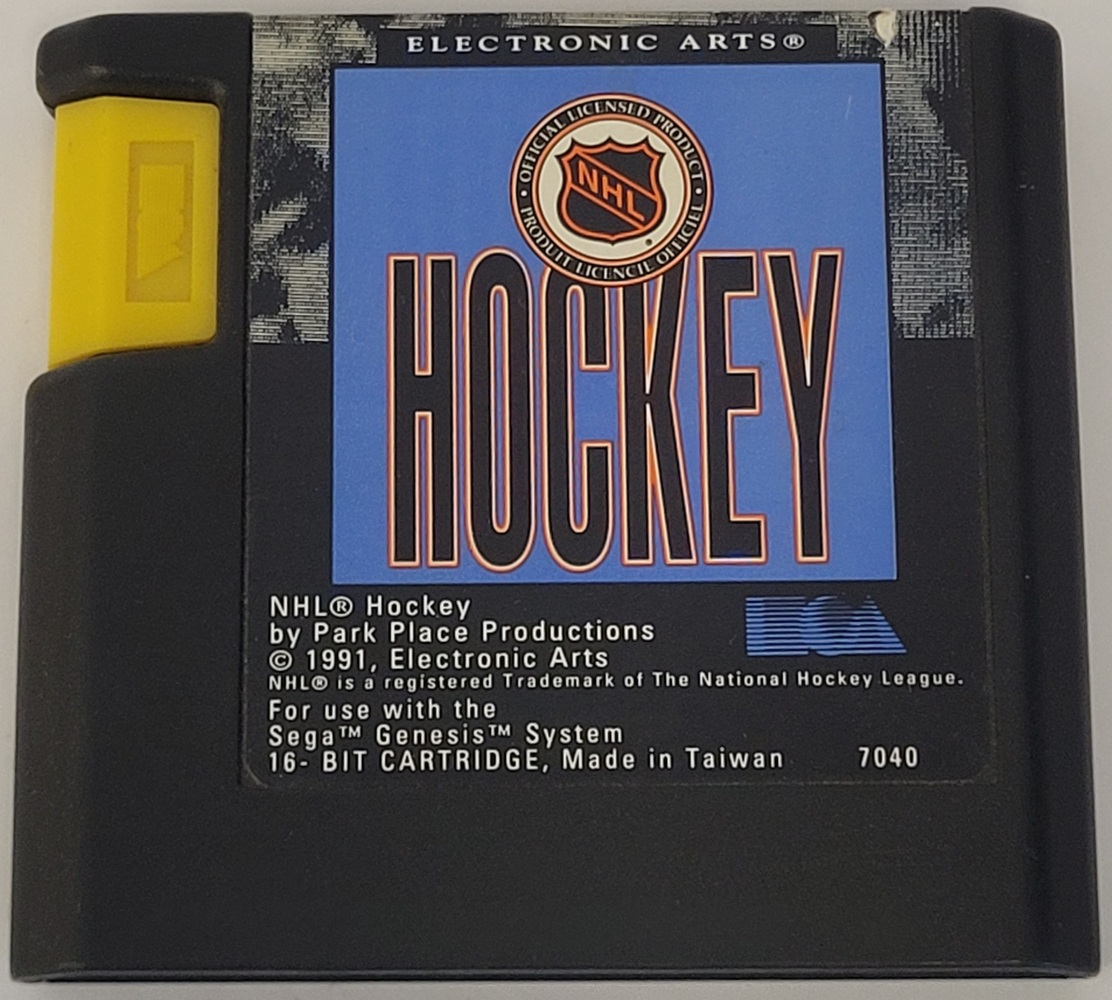 ELECTRONIC ARTS®
• OFFICIAL LICENSED PRODUCT •
NHL
PRODUIT LICENCIE OFFICIEL
HOCKEY
NHL® Hockey
by Park Place Productions
© 1991, Electronic Arts
NHL® is a registered Trademark of The National Hockey League.
EA
For use with the
Sega™ Genesis™ System
16- BIT CARTRIDGE, Made in Taiwan 7040